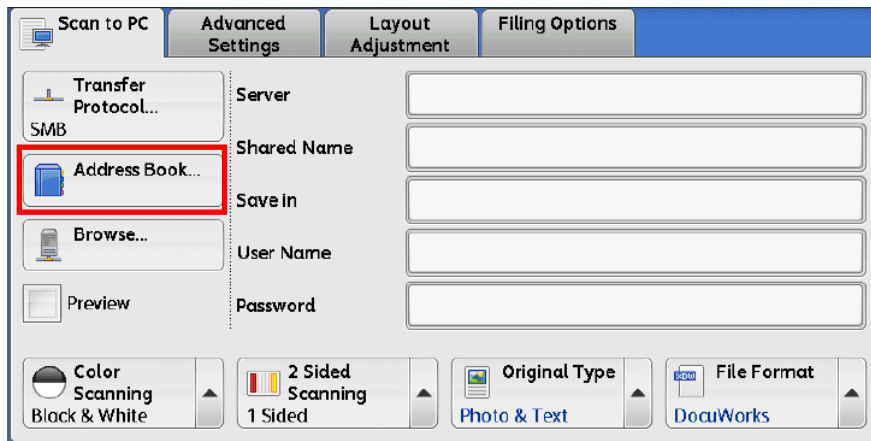 Scan to PC
Advanced
Settings
Layout
Adjustment
Filing Options
Transfer
Protocol...
SMB
Address Book...
Browse...
Preview
Server
Shared Name
Save in
User Name
Password
Color
Scanning
Black & White
2 Sided
Scanning
1 Sided
Original Type
Photo & Text
XDW
File Format
DocuWorks